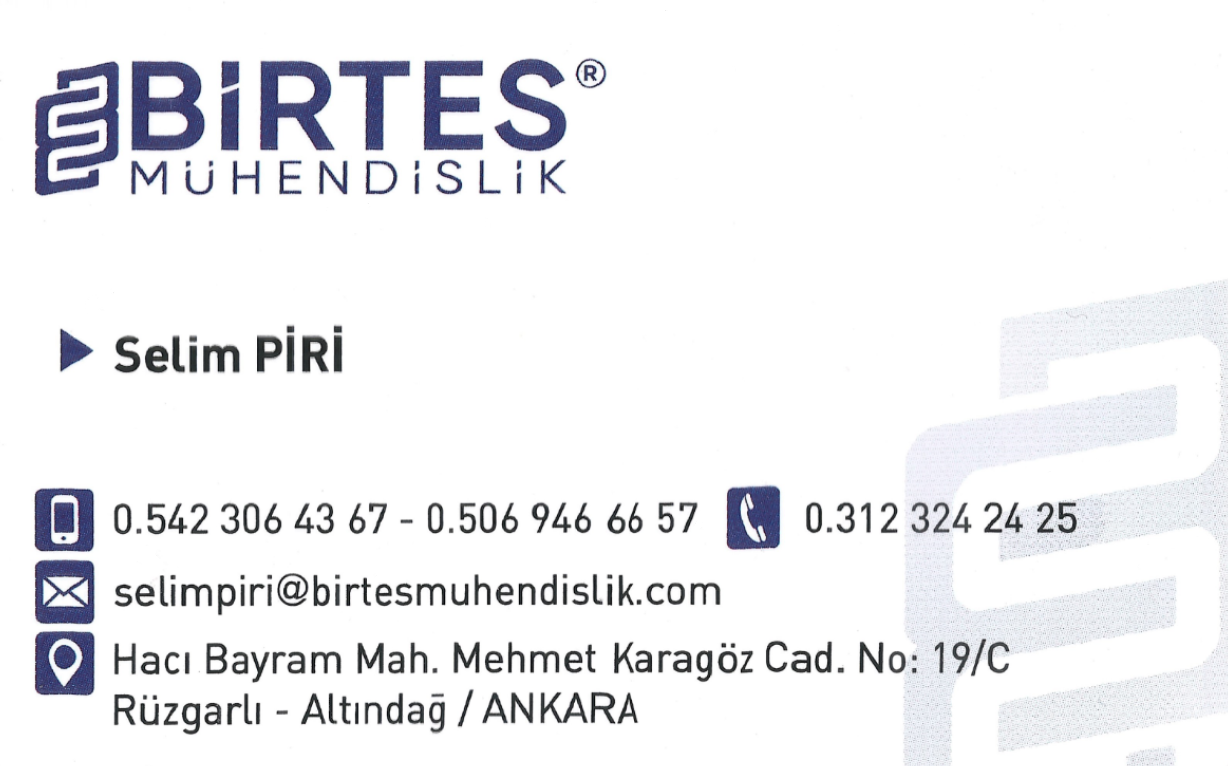 BİRTES®
MÜHENDİSLİK
Selim PİRİ
0.542 306 43 67 - 0.506 946 66 57 0.312 324 24 25
selimpiri@birtesmuhendislik.com
Hacı Bayram Mah. Mehmet Karagöz Cad. No: 19/C
Rüzgarlı - Altındağ / ANKARA